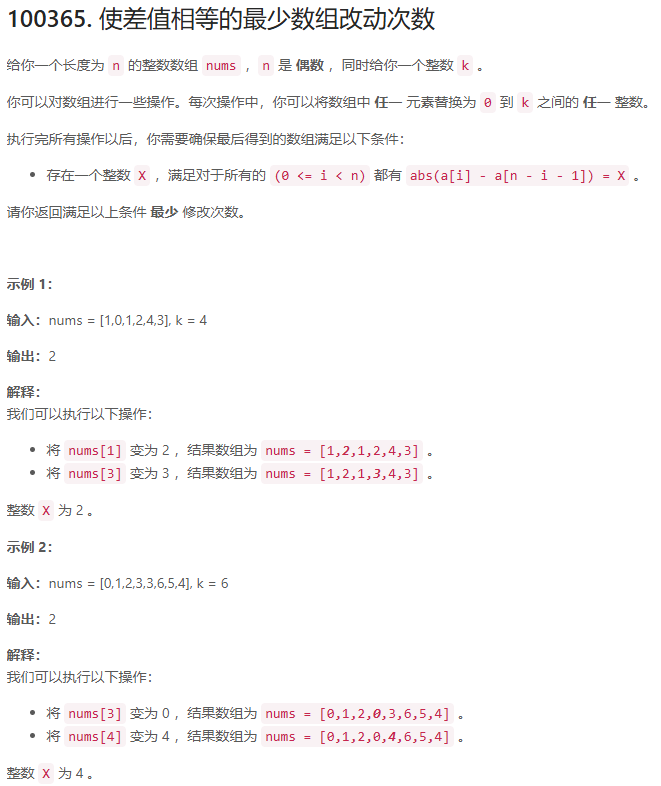 100365. 使差值相等的最少数组改动次数
给你一个长度为 n 的整数数组 nums ，n 是 偶数 ，同时给你一个整数 k 。
你可以对数组进行一些操作。每次操作中，你可以将数组中 任一 元素替换为 0 到 k 之间的 任一 整数。
执行完所有操作以后，你需要确保最后得到的数组满足以下条件：
• 存在一个整数 X ，满足对于所有的 (0 <= i < n) 都有 abs(a[i] - a[n - i - 1]) = X 。
请你返回满足以上条件 最少 修改次数。
示例 1：
输入：nums = [1,0,1,2,4,3], k = 4
输出：2
解释：
我们可以执行以下操作：
• 将 nums[1] 变为 2 ，结果数组为 nums = [1,2,1,2,4,3] 。
• 将 nums[3] 变为 3 ，结果数组为 nums = [1,2,1,3,4,3] 。
整数 X 为 2 。
示例 2：
输入：nums = [0,1,2,3,3,6,5,4], k = 6
输出：2
解释：
我们可以执行以下操作：
• 将 nums[3] 变为 0 ，结果数组为 nums = [0,1,2,0,3,6,5,4] 。
• 将 nums[4] 变为 4 ，结果数组为 nums = [0,1,2,0,4,6,5,4] 。
整数 X 为 4 。